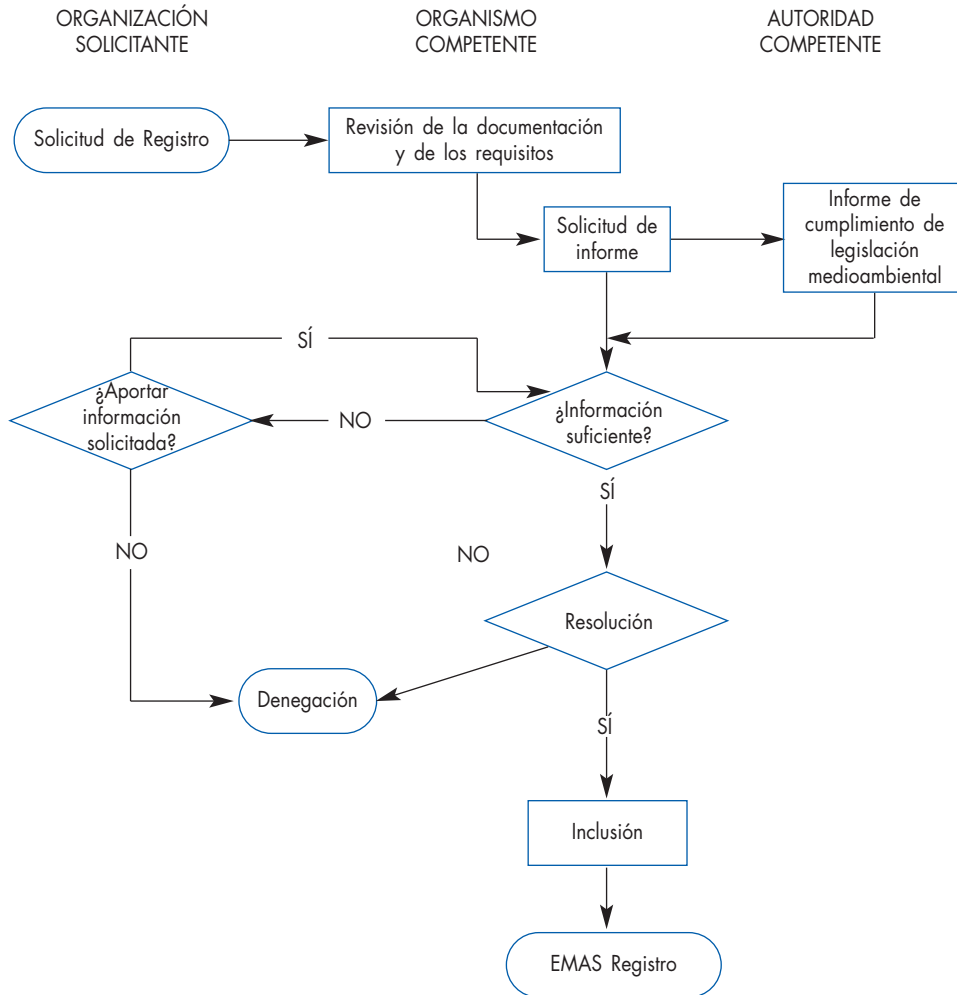 ORGANIZACIÓN
SOLICITANTE
ORGANISMO
COMPETENTE
AUTORIDAD
COMPETENTE
Solicitud de Registro
Revisión de la documentación
y de los requisitos
Solicitud de
informe
Informe de
cumplimiento de
legislación
medioambiental
SÍ
¿Aportar
información
solicitada?
NO
¿Información
suficiente?
SÍ
NO
NO
Resolución
Denegación
SÍ
Inclusión
EMAS Registro